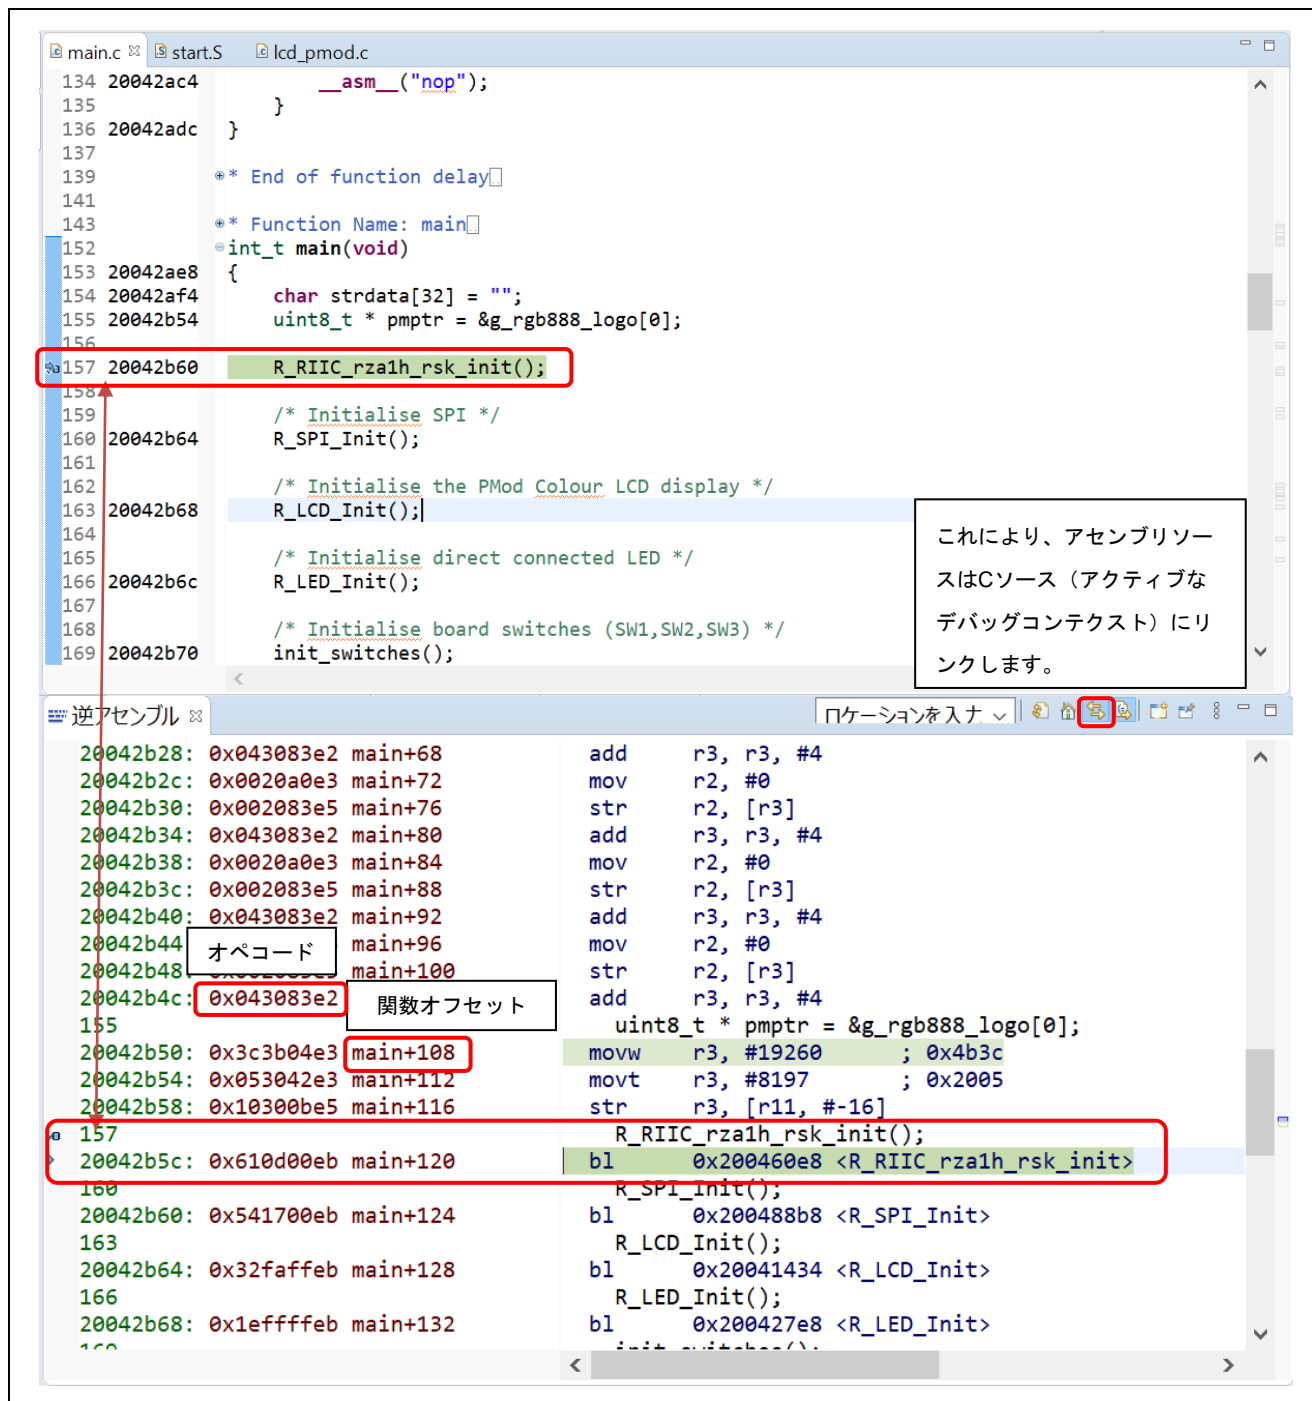 main.c start.S lcd_pmod.c
134 20042ac4 __asm__("nop");
135 }
136 20042adc }
137
139 * End of function delay
141
143 * Function Name: main
152 int_t main(void)
153 20042ae8 {
154 20042af4 char strdata[32] = "";
155 20042b54 uint8_t * pmptr = &g_rgb888_logo[0];
156
157 20042b60 R_RIIC_rza1h_rsk_init();
158
159 /* Initialise SPI */
160 20042b64 R_SPI_Init();
161
162 /* Initialise the PMod Colour LCD display */
163 20042b68 R_LCD_Init();
164
165 /* Initialise direct connected LED */
166 20042b6c R_LED_Init();
167
168 /* Initialise board switches (SW1,SW2,SW3) */
169 20042b70 init_switches();
これにより、アセンブリソー
スはCソース（アクティブな
デバッグコンテクスト）にリ
ンクします。
逆アセンブル ロケーションを入力
20042b28: 0x043083e2 main+68 add r3, r3, #4
20042b2c: 0x0020a0e3 main+72 mov r2, #0
20042b30: 0x002083e5 main+76 str r2, [r3]
20042b34: 0x043083e2 main+80 add r3, r3, #4
20042b38: 0x0020a0e3 main+84 mov r2, #0
20042b3c: 0x002083e5 main+88 str r2, [r3]
20042b40: 0x043083e2 main+92 add r3, r3, #4
20042b44 main+96 mov r2, #0
オペコード
20042b48: main+100 str r2, [r3]
20042b4c: 0x043083e2 add r3, r3, #4
関数オフセット
155 uint8_t * pmptr = &g_rgb888_logo[0];
20042b50: 0x3c3b04e3 main+108 movw r3, #19260 ; 0x4b3c
20042b54: 0x053042e3 main+112 movt r3, #8197 ; 0x2005
20042b58: 0x10300be5 main+116 str r3, [r11, #-16]
157 R_RIIC_rza1h_rsk_init();
20042b5c: 0x610d00eb main+120 bl 0x200460e8 <R_RIIC_rza1h_rsk_init>
160 R_SPI_Init();
20042b60: 0x541700eb main+124 bl 0x200488b8 <R_SPI_Init>
163 R_LCD_Init();
20042b64: 0x32faffeb main+128 bl 0x20041434 <R_LCD_Init>
166 R_LED_Init();
20042b68: 0x1effffeb main+132 bl 0x200427e8 <R_LED_Init>